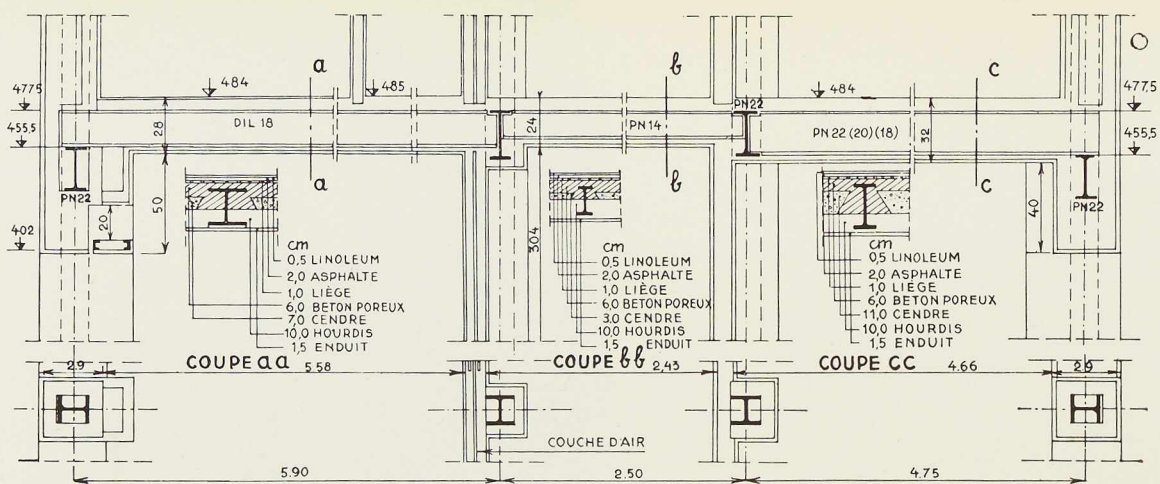 a
b
c
484
485
484
477,5
477,5
455,5
455,5
DIL 18
28
24
PN 14
PN22
PN 22 (20) (18)
32
a
b
c
PN22
PN22
50
20
304
40
402
cm
0,5 LINOLEUM
2,0 ASPHALTE
1,0 LIÈGE
6,0 BETON POREUX
7,0 CENDRE
10,0 HOURDIS
1,5 ENDUIT
cm
0,5 LINOLEUM
2,0 ASPHALTE
1,0 LIÈGE
6,0 BETON POREUX
3,0 CENDRE
10,0 HOURDIS
1,5 ENDUIT
cm
0,5 LINOLEUM
2,0 ASPHALTE
1,0 LIÈGE
6,0 BETON POREUX
11,0 CENDRE
10,0 HOURDIS
1,5 ENDUIT
COUPE aa
COUPE bb
COUPE CC
2.9
5.58
2,43
4.66
2.9
COUCHE D'AIR
5.90
2.50
4.75